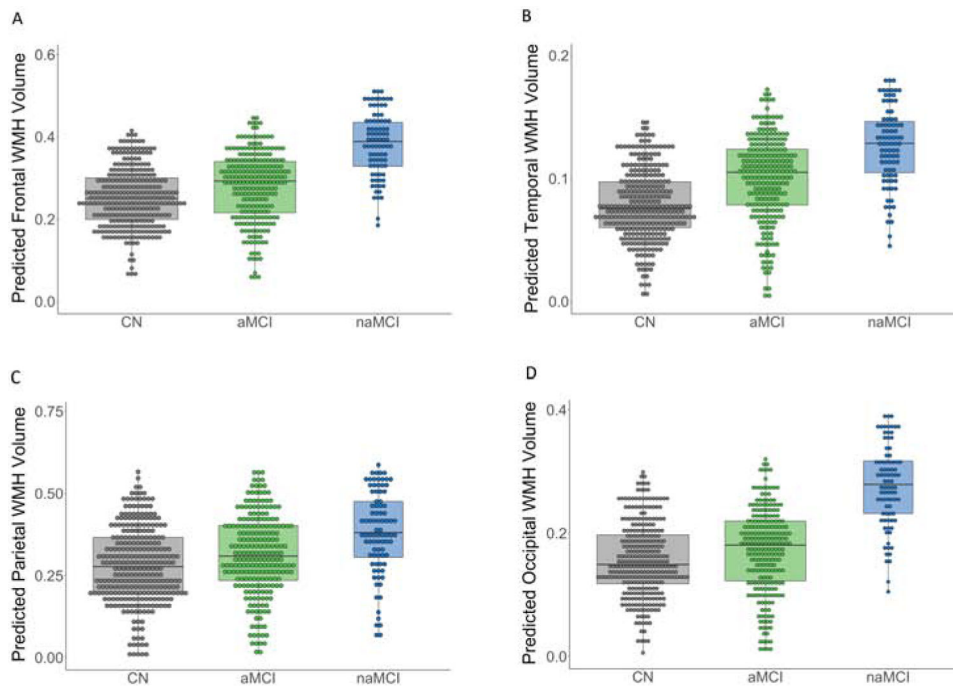 A
Predicted Frontal WMH Volume
0.6
0.4
0.2
0.0
CN aMCI naMCI
B
Predicted Temporal WMH Volume
0.2
0.1
0.0
CN aMCI naMCI
C
Predicted Parietal WMH Volume
0.75
0.50
0.25
0.00
CN aMCI naMCI
D
Predicted Occipital WMH Volume
0.4
0.2
0.0
CN aMCI naMCI